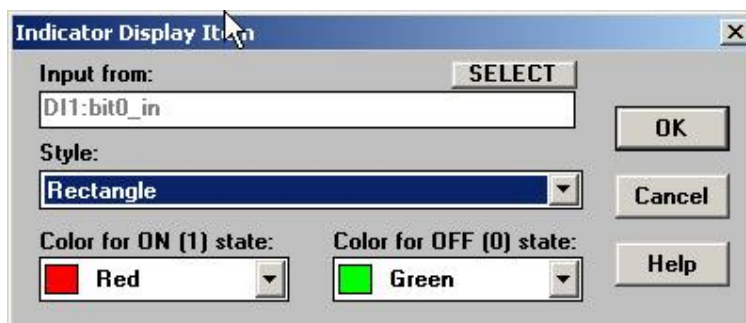 Indicator Display Item
Input from:
SELECT
DI1:bit0_in
OK
Style:
Rectangle
Cancel
Color for ON (1) state:
Color for OFF (0) state:
Red
Green
Help